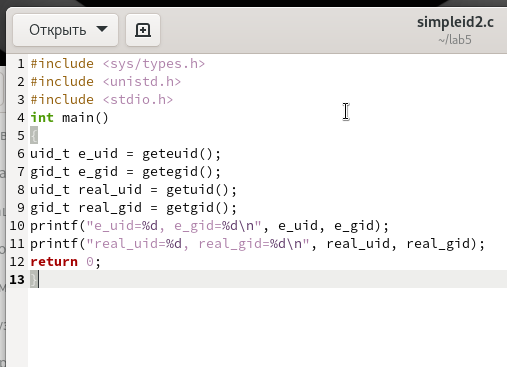 Открыть
simpleid2.c
~/lab5
1 #include <sys/types.h>
2 #include <unistd.h>
3 #include <stdio.h>
4 int main()
5 {
6 uid_t e_uid = geteuid();
7 gid_t e_gid = getegid();
8 uid_t real_uid = getuid();
9 gid_t real_gid = getgid();
10 printf("e_uid=%d, e_gid=%d\n", e_uid, e_gid);
11 printf("real_uid=%d, real_gid=%d\n", real_uid, real_gid);
12 return 0;
13 }